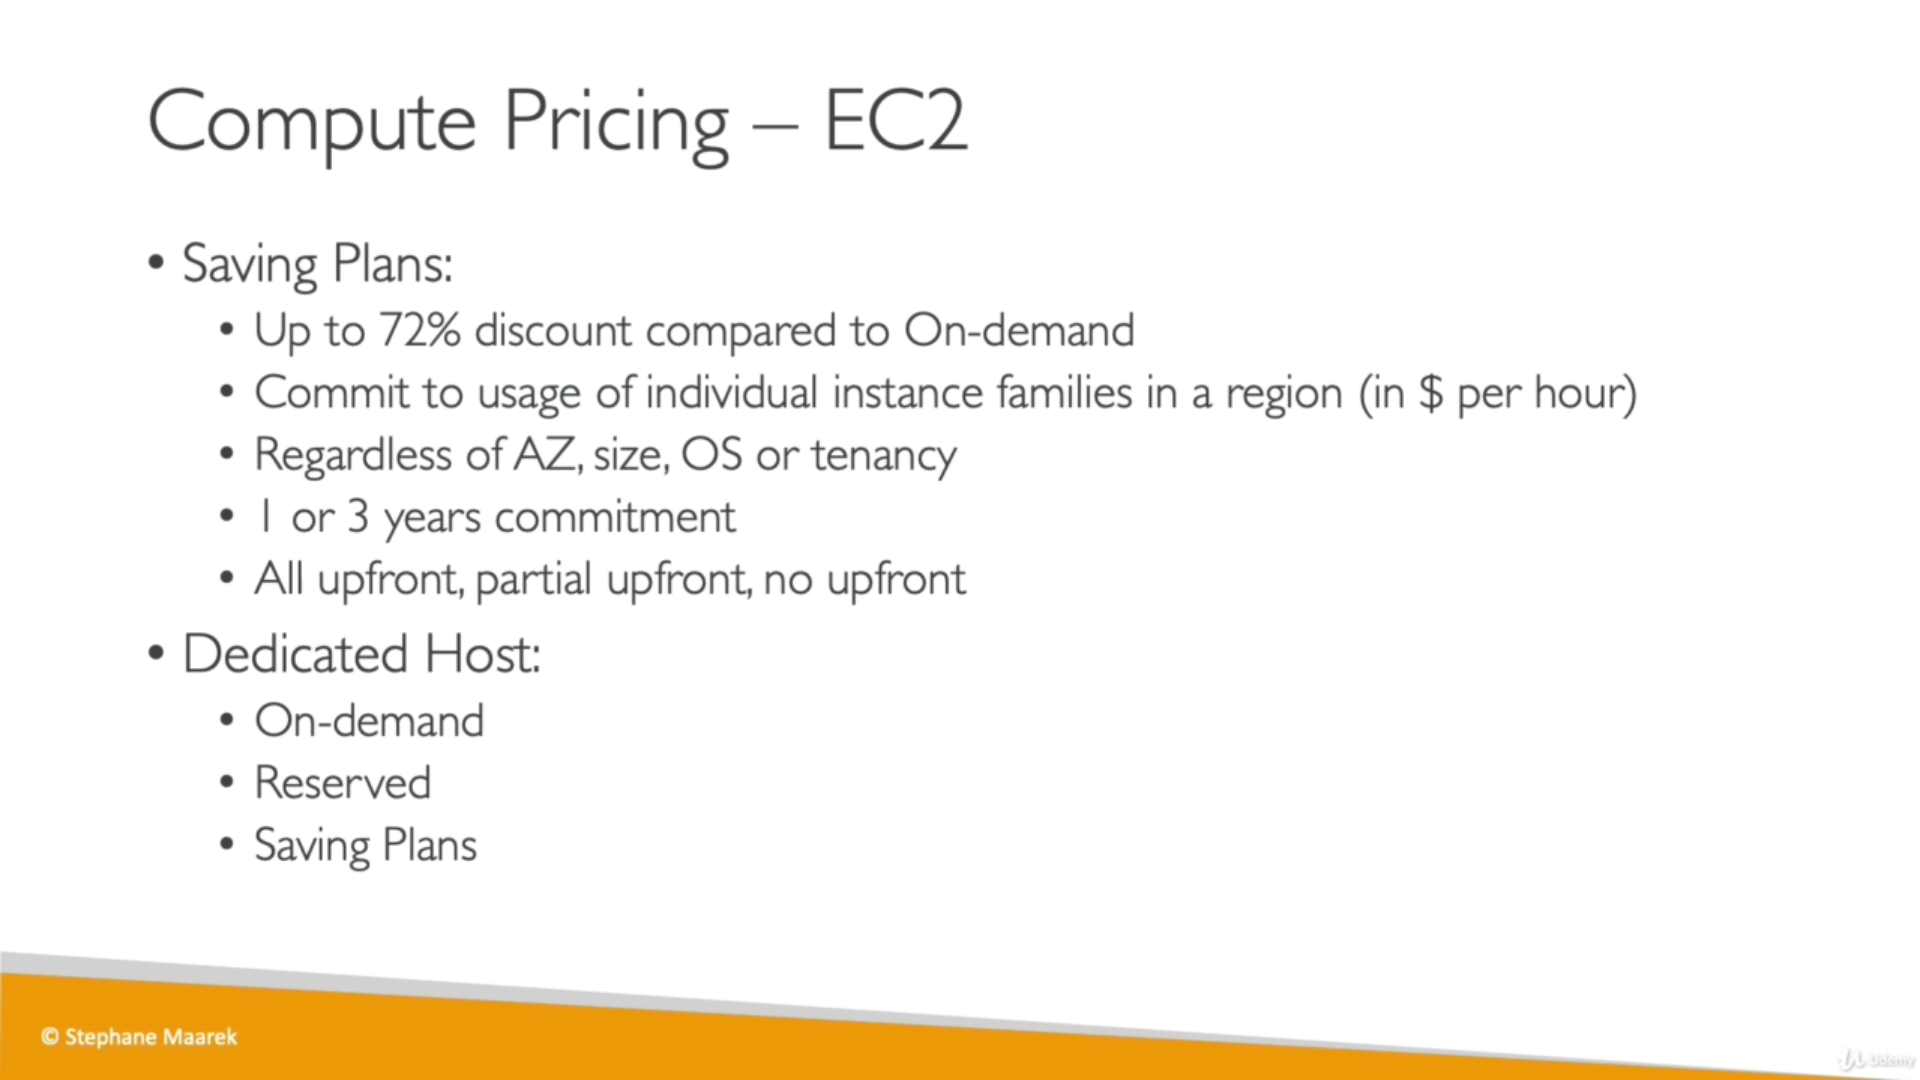 Compute Pricing – EC2
• Saving Plans:
• Up to 72% discount compared to On-demand
• Commit to usage of individual instance families in a region (in $ per hour)
• Regardless of AZ, size, OS or tenancy
• 1 or 3 years commitment
• All upfront, partial upfront, no upfront
• Dedicated Host:
• On-demand
• Reserved
• Saving Plans
© Stephane Maarek
Udemy